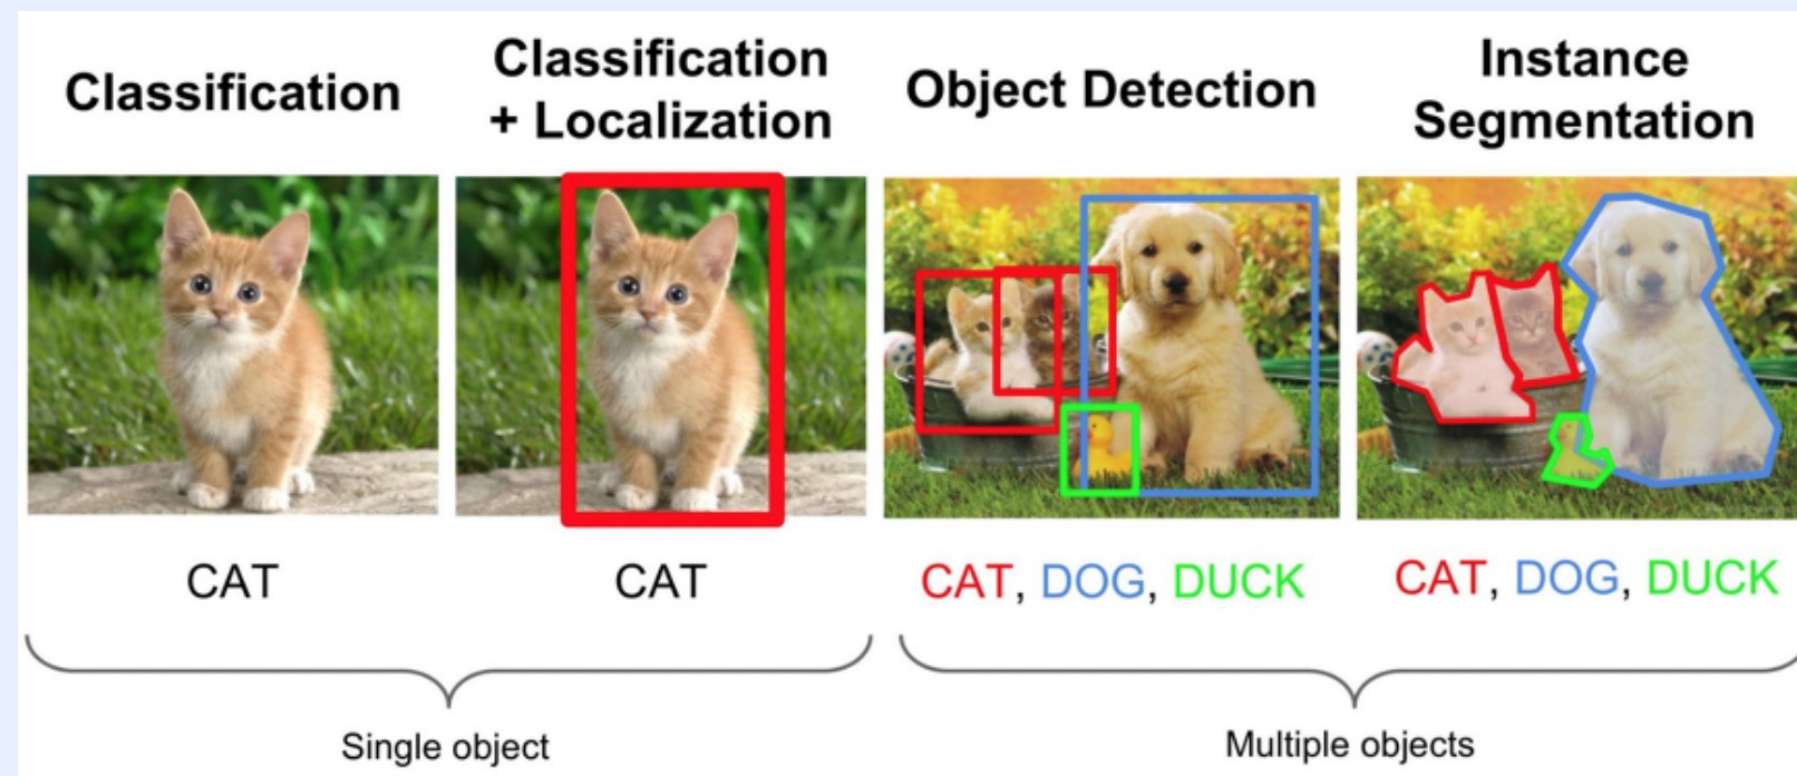 Classification
Classification
+ Localization
Object Detection
Instance
Segmentation
CAT
CAT
CAT, DOG, DUCK
CAT, DOG, DUCK
Single object
Multiple objects